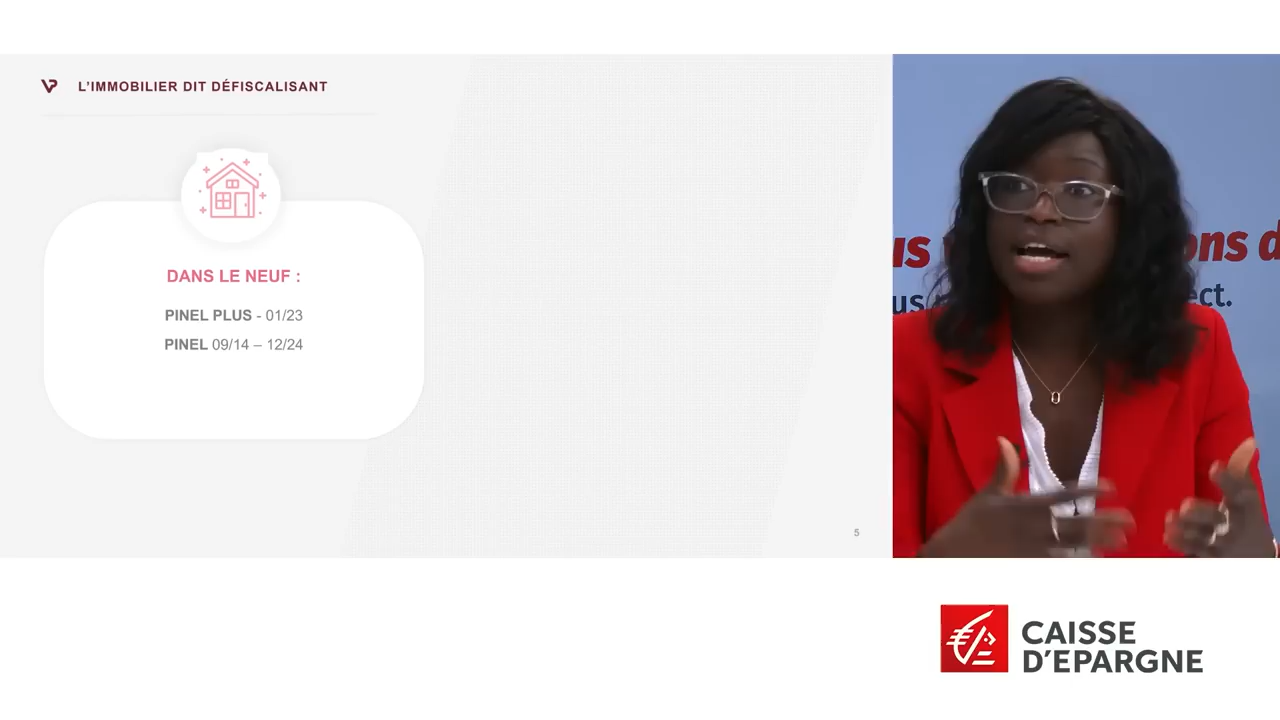 L'IMMOBILIER DIT DÉFISCALISANT
DANS LE NEUF :
PINEL PLUS - 01/23
PINEL 09/14 – 12/24
5
CAISSE
D'EPARGNE